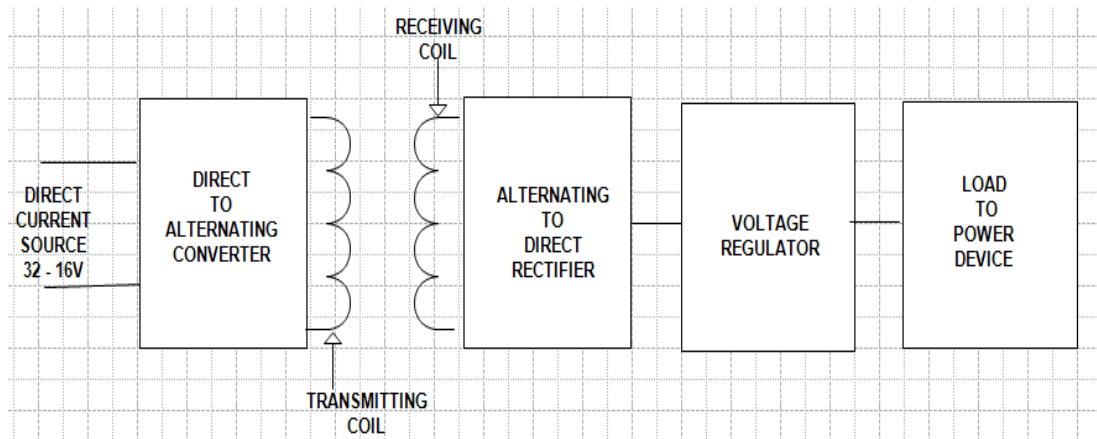 RECEIVING
COIL
DIRECT
CURRENT
SOURCE
32 - 16V
DIRECT
TO
ALTERNATING
CONVERTER
ALTERNATING
TO
DIRECT
RECTIFIER
VOLTAGE
REGULATOR
LOAD
TO
POWER
DEVICE
TRANSMITTING
COIL